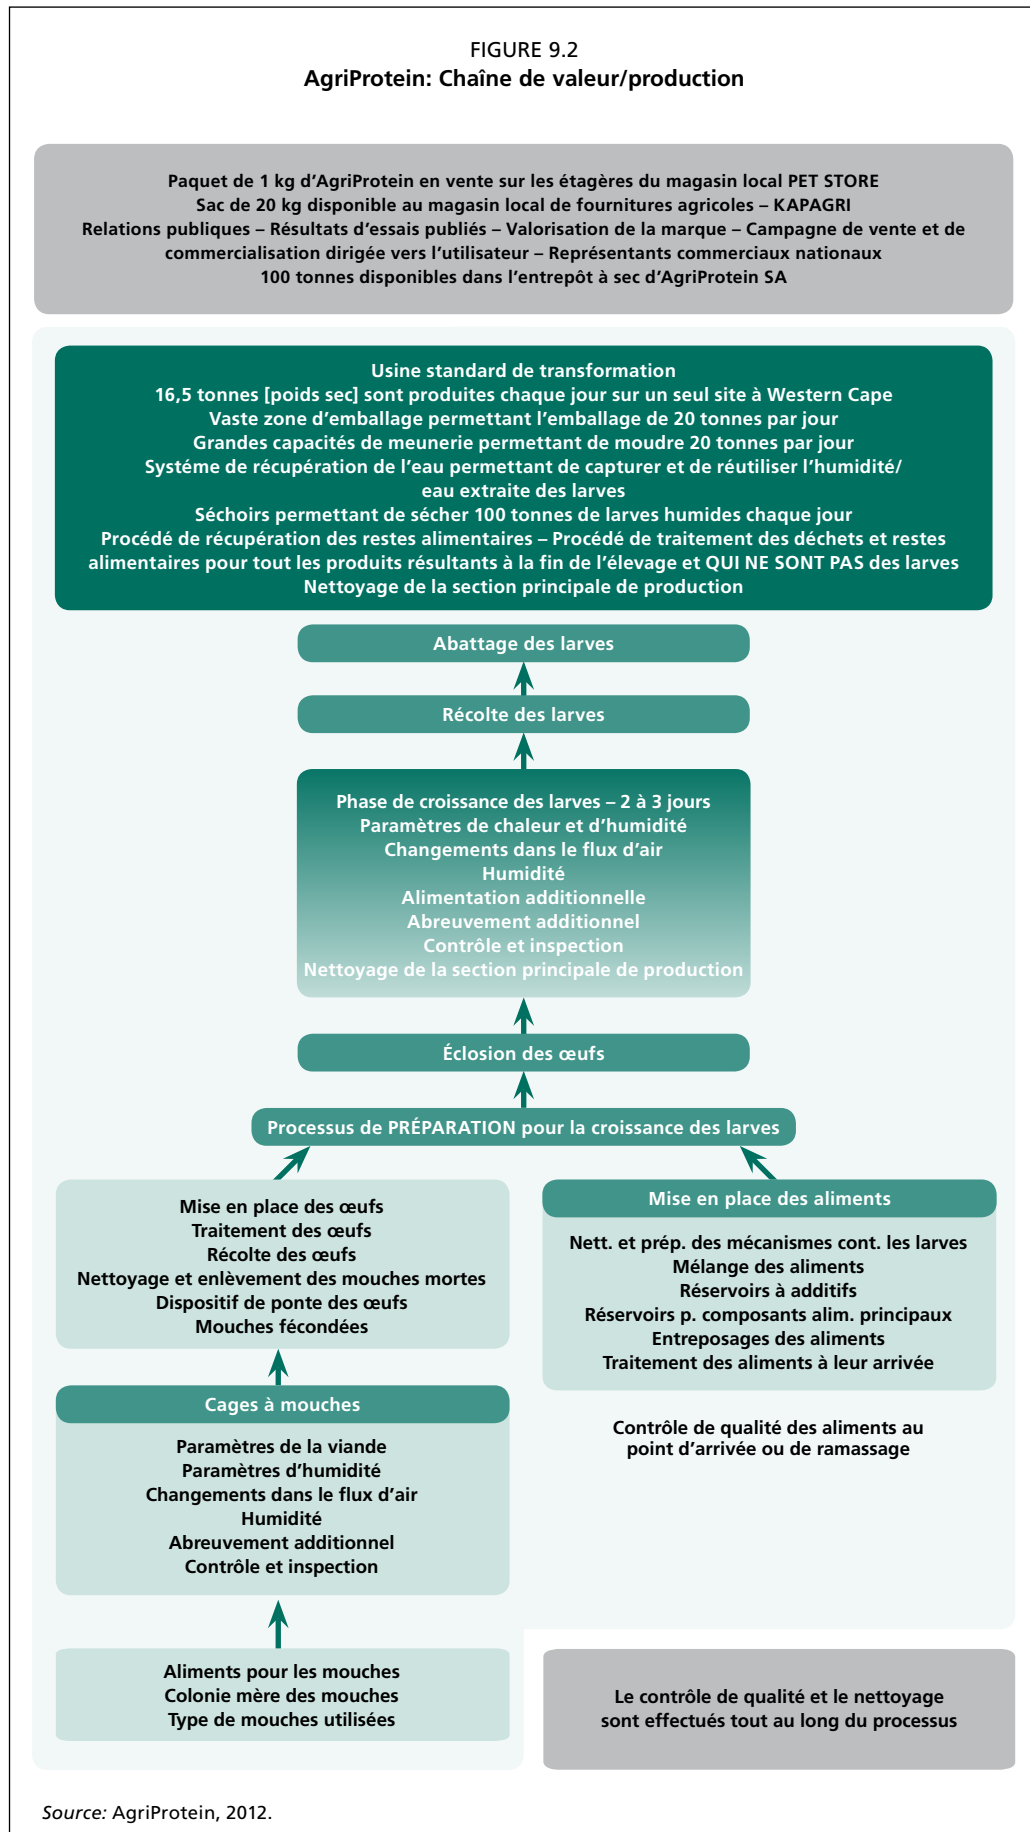 FIGURE 9.2
AgriProtein: Chaîne de valeur/production
Paquet de 1 kg d’AgriProtein en vente sur les étagères du magasin local PET STORE
Sac de 20 kg disponible au magasin local de fournitures agricoles – KAPAGRI
Relations publiques – Résultats d’essais publiés – Valorisation de la marque – Campagne de vente et de
commercialisation dirigée vers l’utilisateur – Représentants commerciaux nationaux
100 tonnes disponibles dans l’entrepôt à sec d’AgriProtein SA
Usine standard de transformation
16,5 tonnes [poids sec] sont produites chaque jour sur un seul site à Western Cape
Vaste zone d’emballage permettant l’emballage de 20 tonnes par jour
Grandes capacités de meunerie permettant de moudre 20 tonnes par jour
Systéme de récupération de l’eau permettant de capturer et de réutiliser l’humidité/
eau extraite des larves
Séchoirs permettant de sécher 100 tonnes de larves humides chaque jour
Procédé de récupération des restes alimentaires – Procédé de traitement des déchets et restes
alimentaires pour tout les produits résultants à la fin de l’élevage et QUI NE SONT PAS des larves
Nettoyage de la section principale de production
Abattage des larves
Récolte des larves
Phase de croissance des larves – 2 à 3 jours
Paramètres de chaleur et d’humidité
Changements dans le flux d’air
Humidité
Alimentation additionnelle
Abreuvement additionnel
Contrôle et inspection
Nettoyage de la section principale de production
Éclosion des œufs
Processus de PRÉPARATION pour la croissance des larves
Mise en place des œufs
Traitement des œufs
Récolte des œufs
Nettoyage et enlèvement des mouches mortes
Dispositif de ponte des œufs
Mouches fécondées
Mise en place des aliments
Nett. et prép. des mécanismes cont. les larves
Mélange des aliments
Réservoirs à additifs
Réservoirs p. composants alim. principaux
Entreposages des aliments
Traitement des aliments à leur arrivée
Cages à mouches
Paramètres de la viande
Paramètres d’humidité
Changements dans le flux d’air
Humidité
Abreuvement additionnel
Contrôle et inspection
Contrôle de qualité des aliments au
point d’arrivée ou de ramassage
Aliments pour les mouches
Colonie mère des mouches
Type de mouches utilisées
Le contrôle de qualité et le nettoyage
sont effectués tout au long du processus
Source: AgriProtein, 2012.